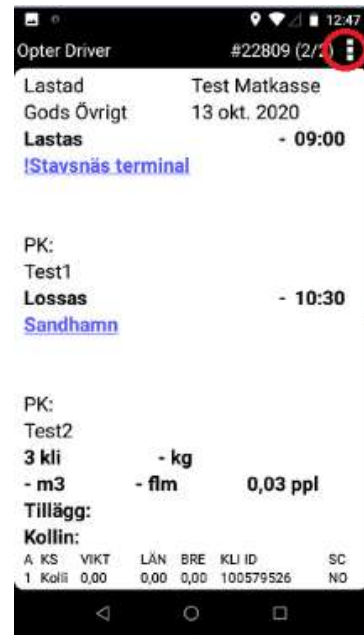 12:47
Opter Driver #22809 (2/2)
Lastad Test Matkasse
Gods Övrigt 13 okt. 2020
Lastas - 09:00
!Stavsnäs terminal
PK:
Test1
Lossas - 10:30
Sandhamn
PK:
Test2
3 kli - kg
- m3 - flm 0,03 ppl
Tillägg:
Kollin:
A KS VIKT LÄN BRE KLI ID SC
1 Kolli 0,00 0,00 0,00 100579526 NO